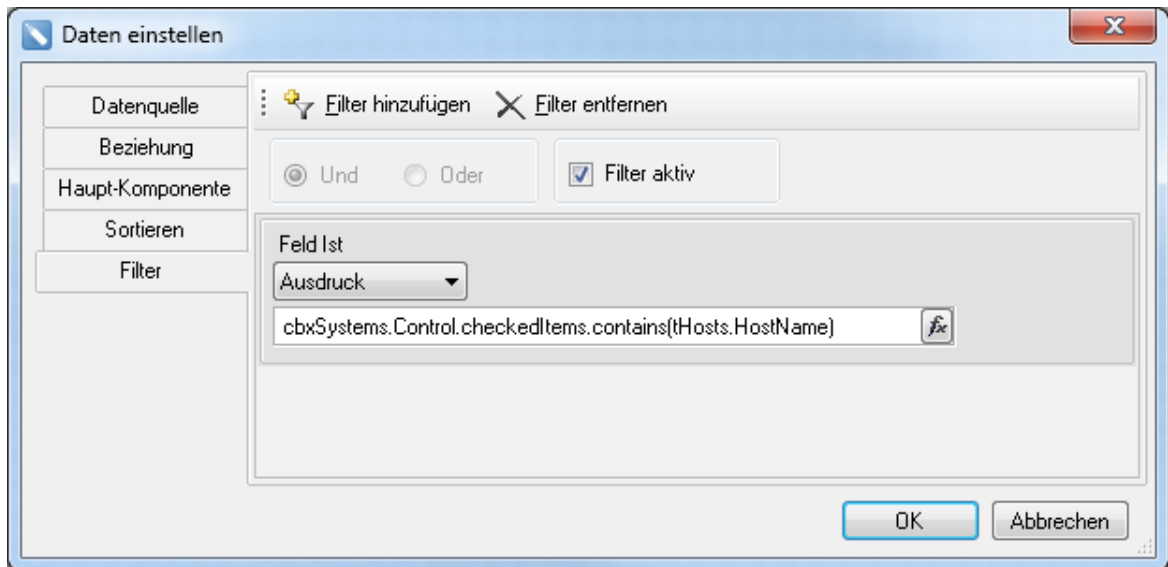 Daten einstellen
Datenquelle
Beziehung
Haupt-Komponente
Sortieren
Filter
Filter hinzufügen
Filter entfernen
Und
Oder
Filter aktiv
Feld Ist
Ausdruck
cbxSystems.Control.checkedItems.contains(tHosts.HostName)
fx
OK
Abbrechen